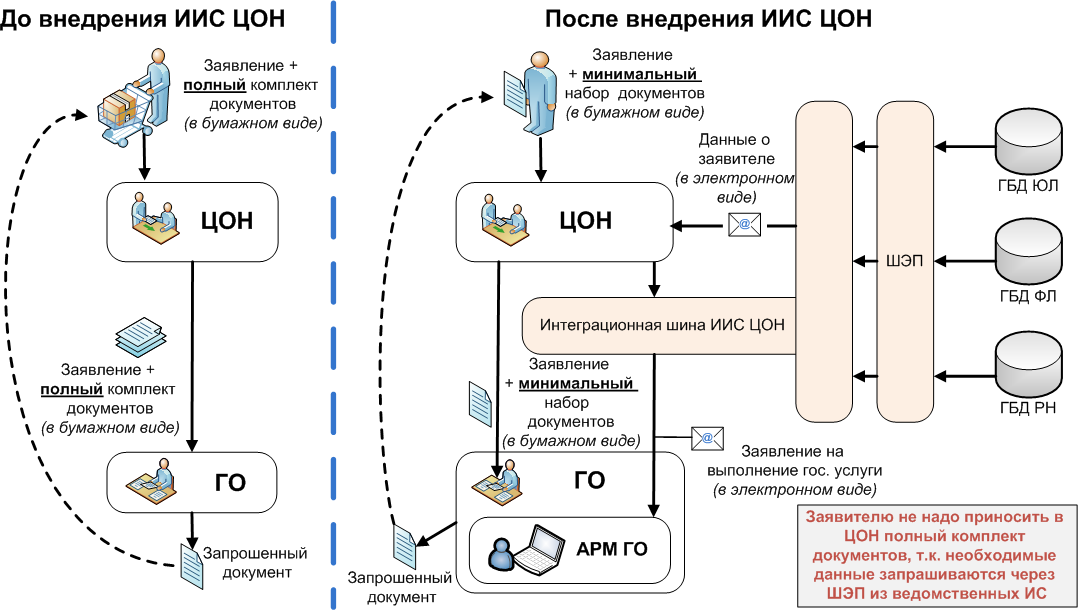 До внедрения ИИС ЦОН
Заявление +
полный комплект
документов
(в бумажном виде)
ЦОН
Заявление +
полный комплект
документов
(в бумажном виде)
ГО
Запрошенный
документ
После внедрения ИИС ЦОН
Заявление
+ минимальный
набор документов
(в бумажном виде)
Данные о
заявителе
(в электронном
виде)
ЦОН
Интеграционная шина ИИС ЦОН
ШЭП
ГБД ЮЛ
ГБД ФЛ
ГБД РН
Заявление
+ минимальный
набор
документов
(в бумажном виде)
Заявление на
выполнение гос. услуги
(в электронном виде)
ГО
АРМ ГО
Запрошенный
документ
Заявителю не надо приносить в
ЦОН полный комплект
документов, т.к. необходимые
данные запрашиваются через
ШЭП из ведомственных ИС